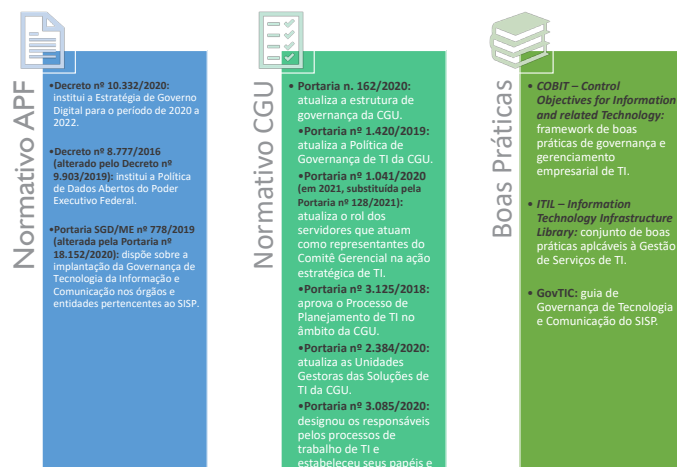 Normativo APF
•Decreto nº 10.332/2020:
institui a Estratégia de Governo
Digital para o período de 2020 a
2022.
•Decreto nº 8.777/2016
(alterado pelo Decreto nº
9.903/2019): institui a Política
de Dados Abertos do Poder
Executivo Federal.
•Portaria SGD/ME nº 778/2019
(alterada pela Portaria nº
18.152/2020): dispõe sobre a
implantação da Governança de
Tecnologia da Informação e
Comunicação nos órgãos e
entidades pertencentes ao SISP.
Normativo CGU
• Portaria n. 162/2020:
atualiza a estrutura de
governança da CGU.
•Portaria nº 1.420/2019:
atualiza a Política de
Governança de TI da CGU.
•Portaria nº 1.041/2020
(em 2021, substituída pela
Portaria nº 128/2021):
atualiza o rol dos
servidores que atuam
como representantes do
Comitê Gerencial na ação
estratégica de TI.
•Portaria nº 3.125/2018:
aprova o Processo de
Planejamento de TI no
âmbito da CGU.
•Portaria nº 2.384/2020:
atualiza as Unidades
Gestoras das Soluções de
TI da CGU.
•Portaria nº 3.085/2020:
designou os responsáveis
pelos processos de
trabalho de TI e
estabeleceu seus papéis e
Boas Práticas
• COBIT – Control
Objectives for Information
and related Technology:
framework de boas
práticas de governança e
gerenciamento
empresarial de TI.
• ITIL – Information
Technology Infrastructure
Library: conjunto de boas
práticas aplcáveis à Gestão
de Serviços de TI.
• GovTIC: guia de
Governança de Tecnologia
e Comunicação do SISP.